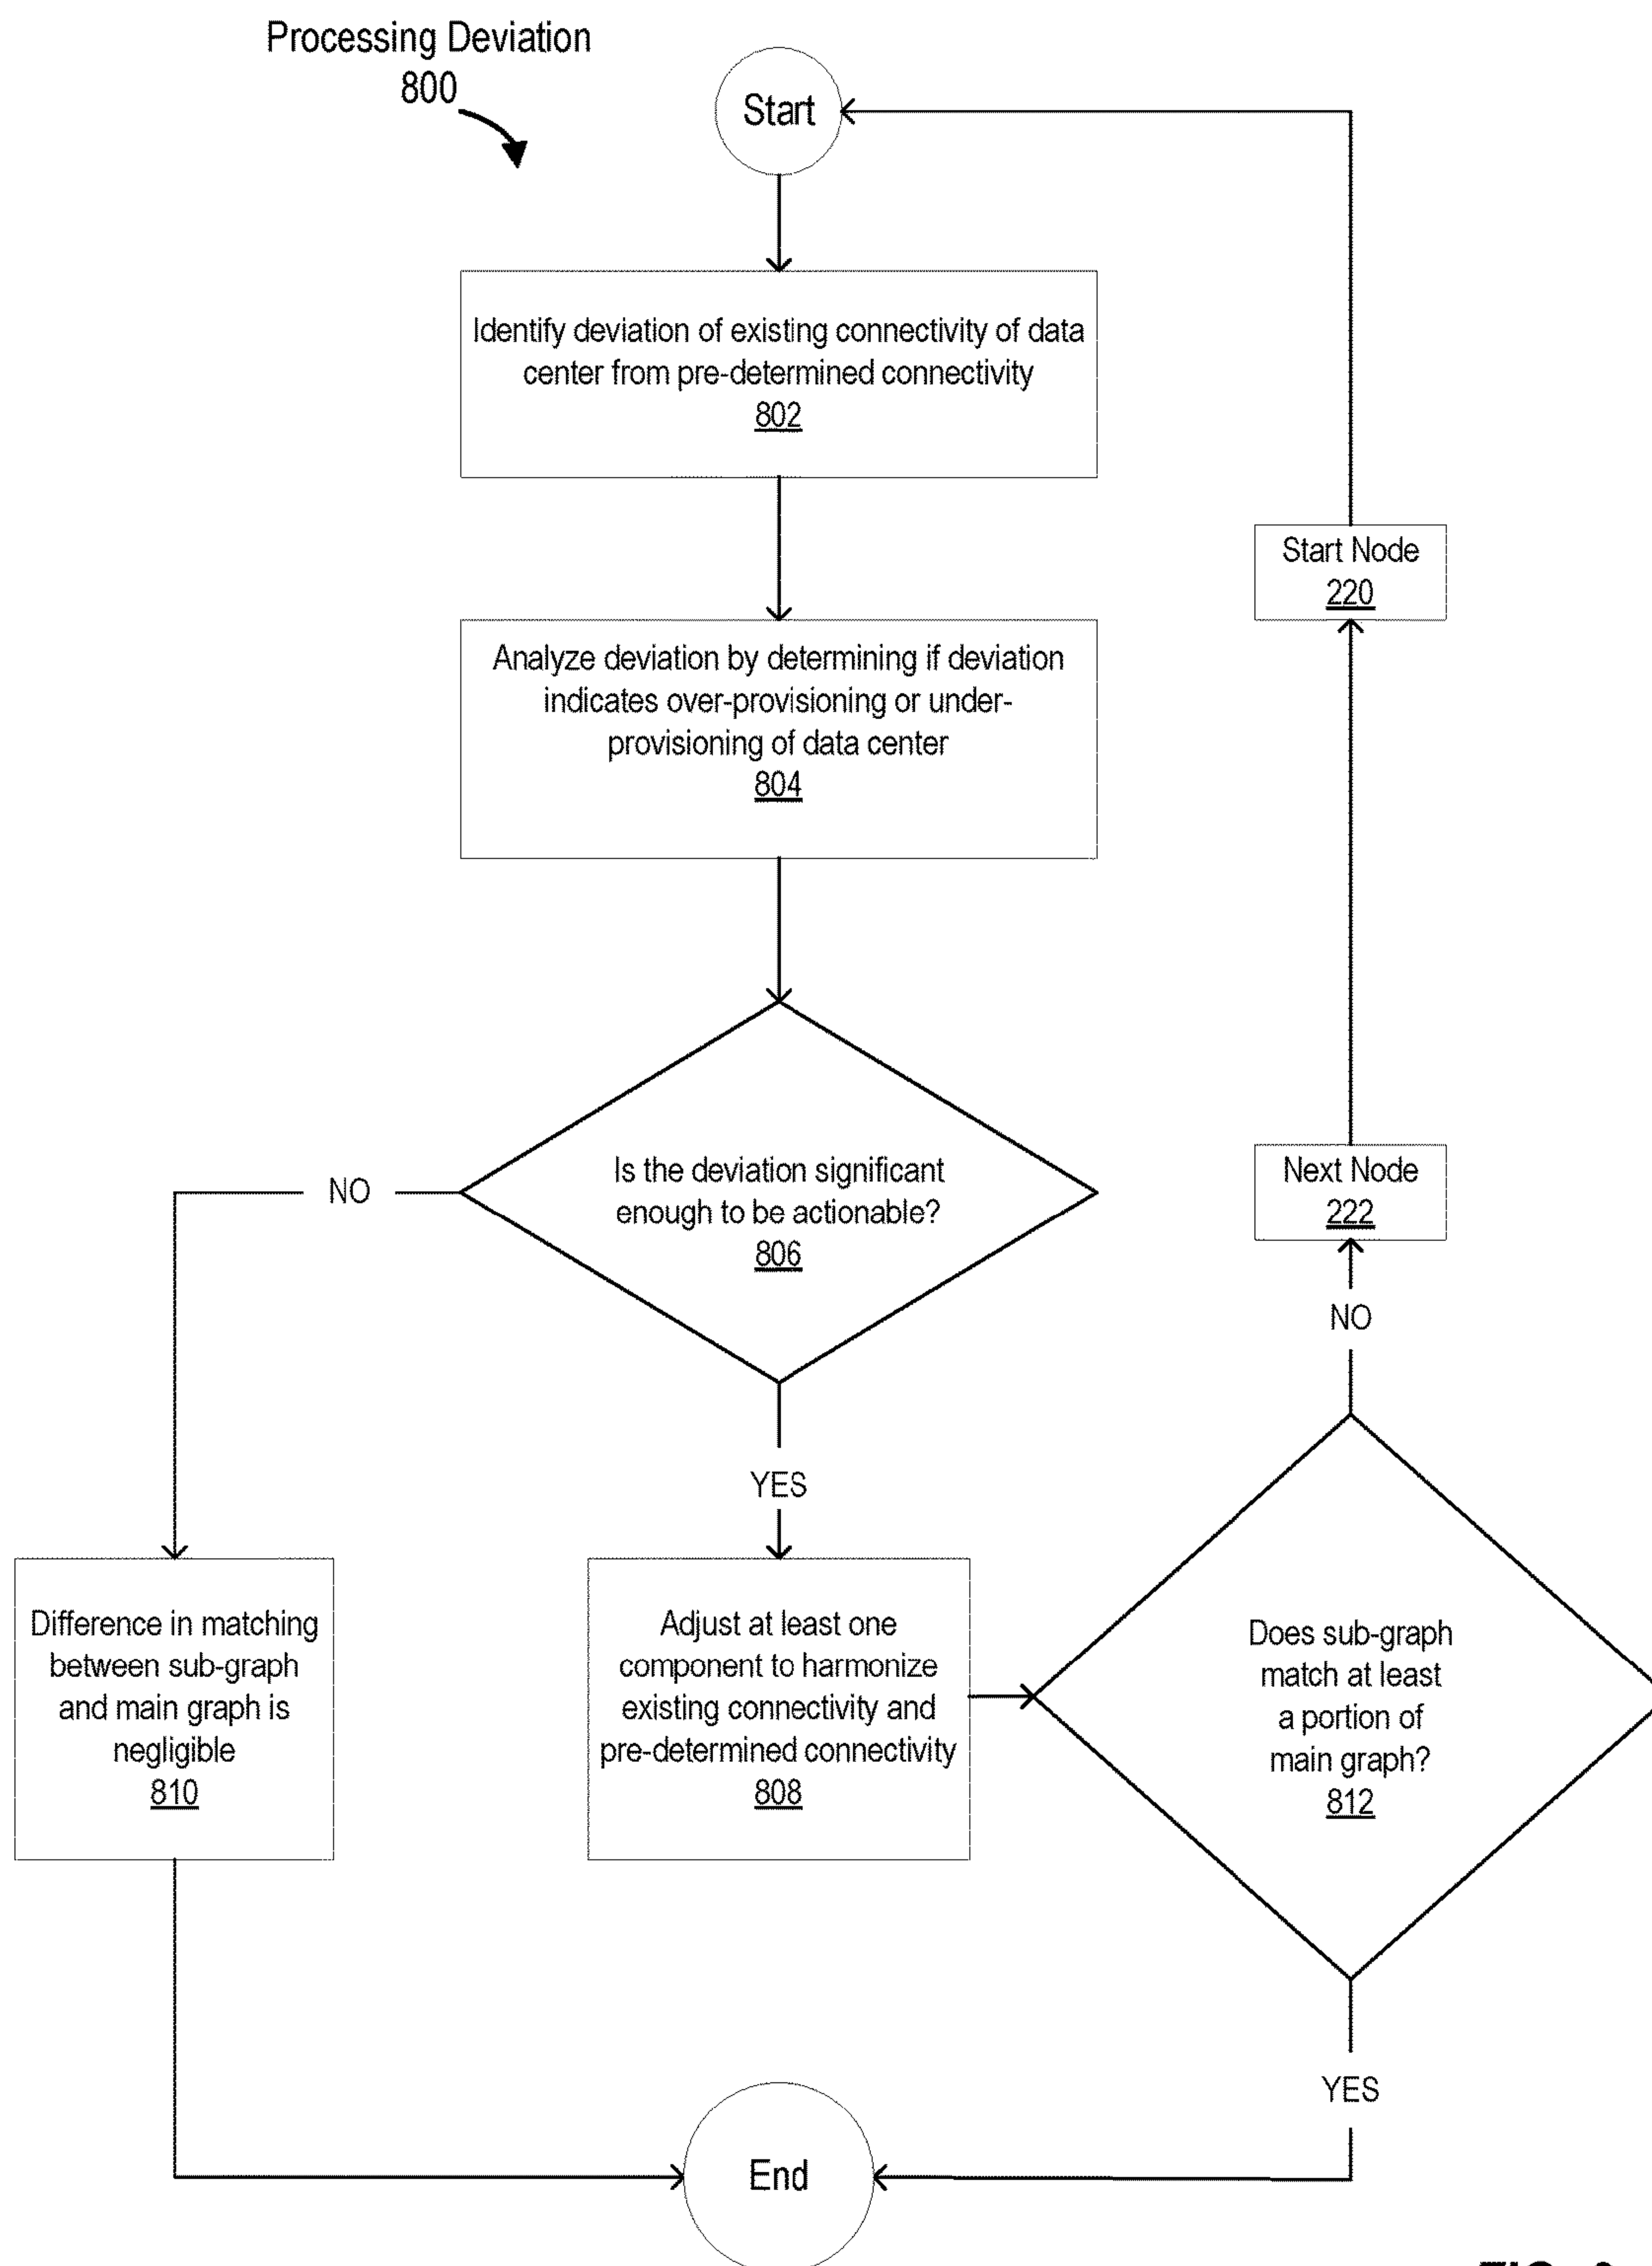 Processing Deviation
800
Start
Identify deviation of existing connectivity of data
center from pre-determined connectivity
802
Start Node
220
Analyze deviation by determining if deviation
indicates over-provisioning or under-
provisioning of data center
804
Is the deviation significant
enough to be actionable?
806
NO
Next Node
222
NO
YES
Difference in matching
between sub-graph
and main graph is
negligible
810
Adjust at least one
component to harmonize
existing connectivity and
pre-determined connectivity
808
Does sub-graph
match at least
a portion of
main graph?
812
YES
End